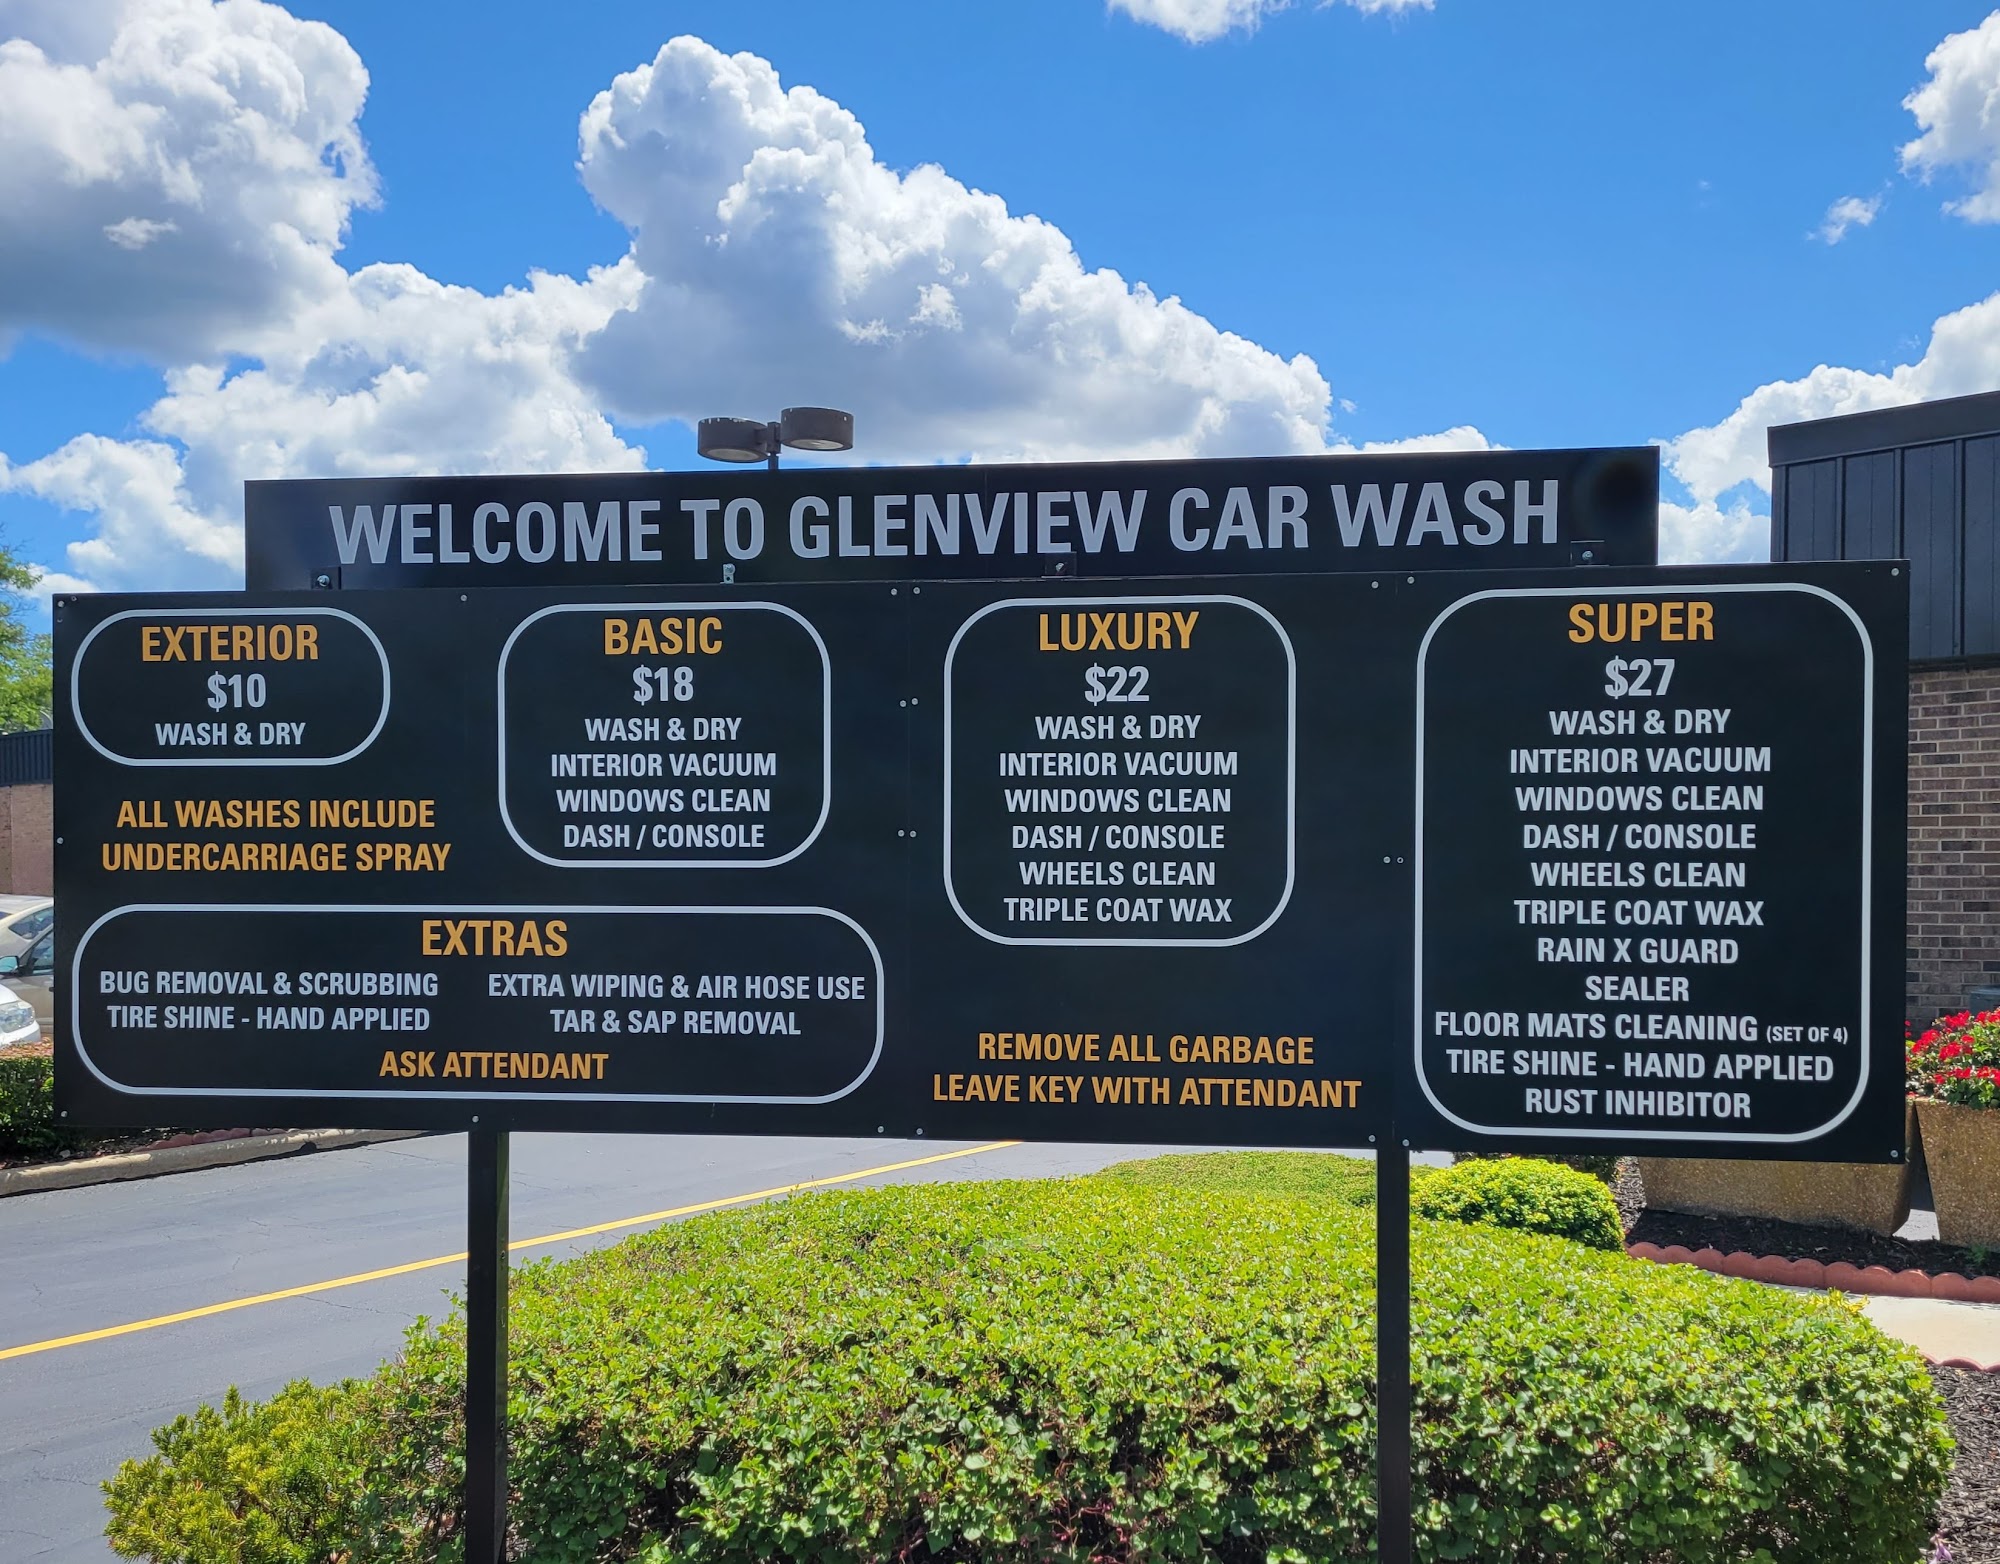 WELCOME TO GLENVIEW CAR WASH
EXTERIOR
$10
WASH & DRY
ALL WASHES INCLUDE
UNDERCARRIAGE SPRAY
BASIC
$18
WASH & DRY
INTERIOR VACUUM
WINDOWS CLEAN
DASH / CONSOLE
EXTRAS
BUG REMOVAL & SCRUBBING
TIRE SHINE - HAND APPLIED
EXTRA WIPING & AIR HOSE USE
TAR & SAP REMOVAL
ASK ATTENDANT
LUXURY
$22
WASH & DRY
INTERIOR VACUUM
WINDOWS CLEAN
DASH / CONSOLE
WHEELS CLEAN
TRIPLE COAT WAX
REMOVE ALL GARBAGE
LEAVE KEY WITH ATTENDANT
SUPER
$27
WASH & DRY
INTERIOR VACUUM
WINDOWS CLEAN
DASH / CONSOLE
WHEELS CLEAN
TRIPLE COAT WAX
RAIN X GUARD
SEALER
FLOOR MATS CLEANING (SET OF 4)
TIRE SHINE - HAND APPLIED
RUST INHIBITOR